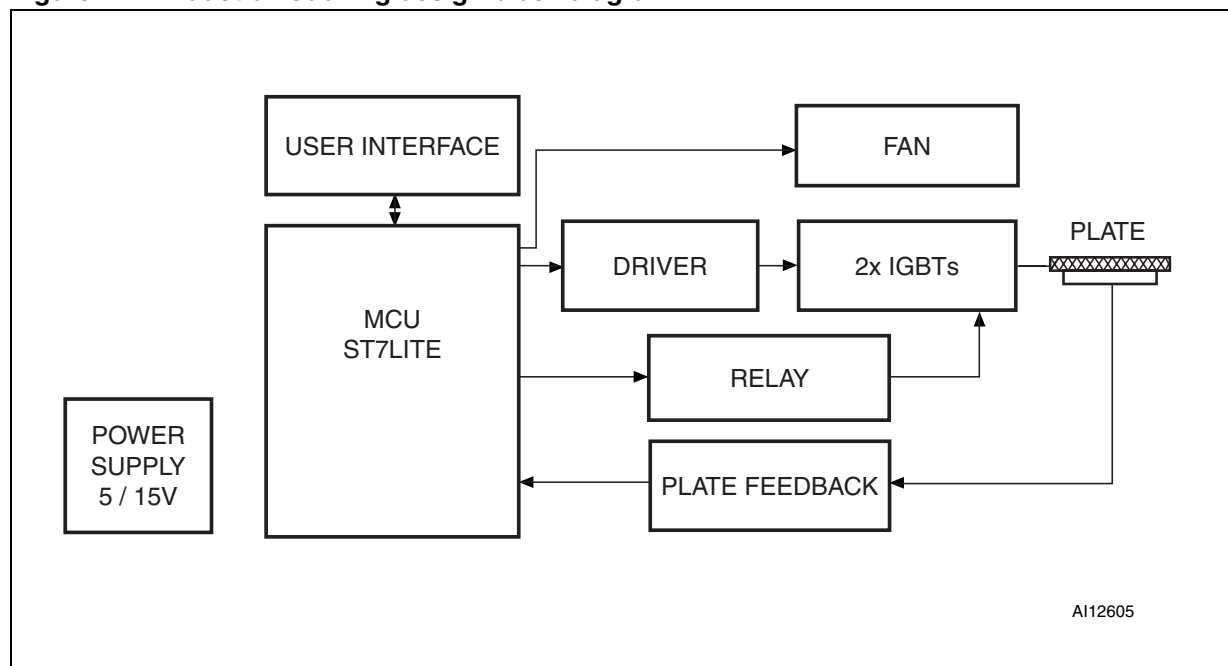 USER INTERFACE
FAN
PLATE
DRIVER
2x IGBTs
MCU
ST7LITE
RELAY
POWER
SUPPLY
5 / 15V
PLATE FEEDBACK
AI12605